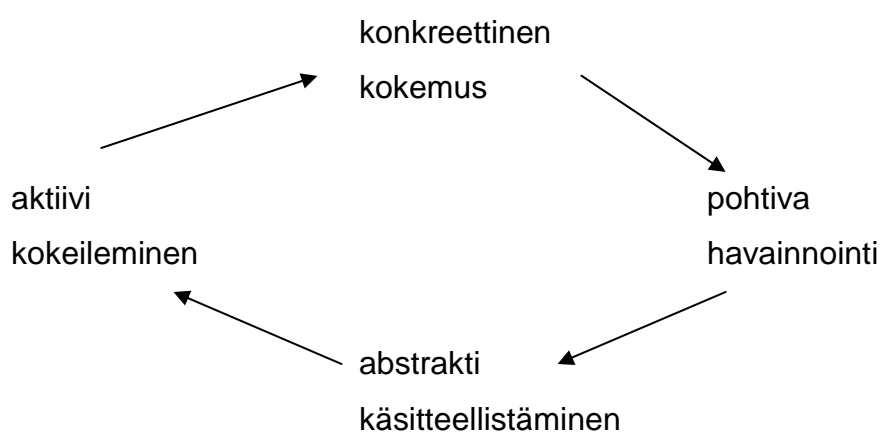 konkreettinen
kokemus
aktiivi
kokeileminen
pohtiva
havainnointi
abstrakti
käsitteellistäminen